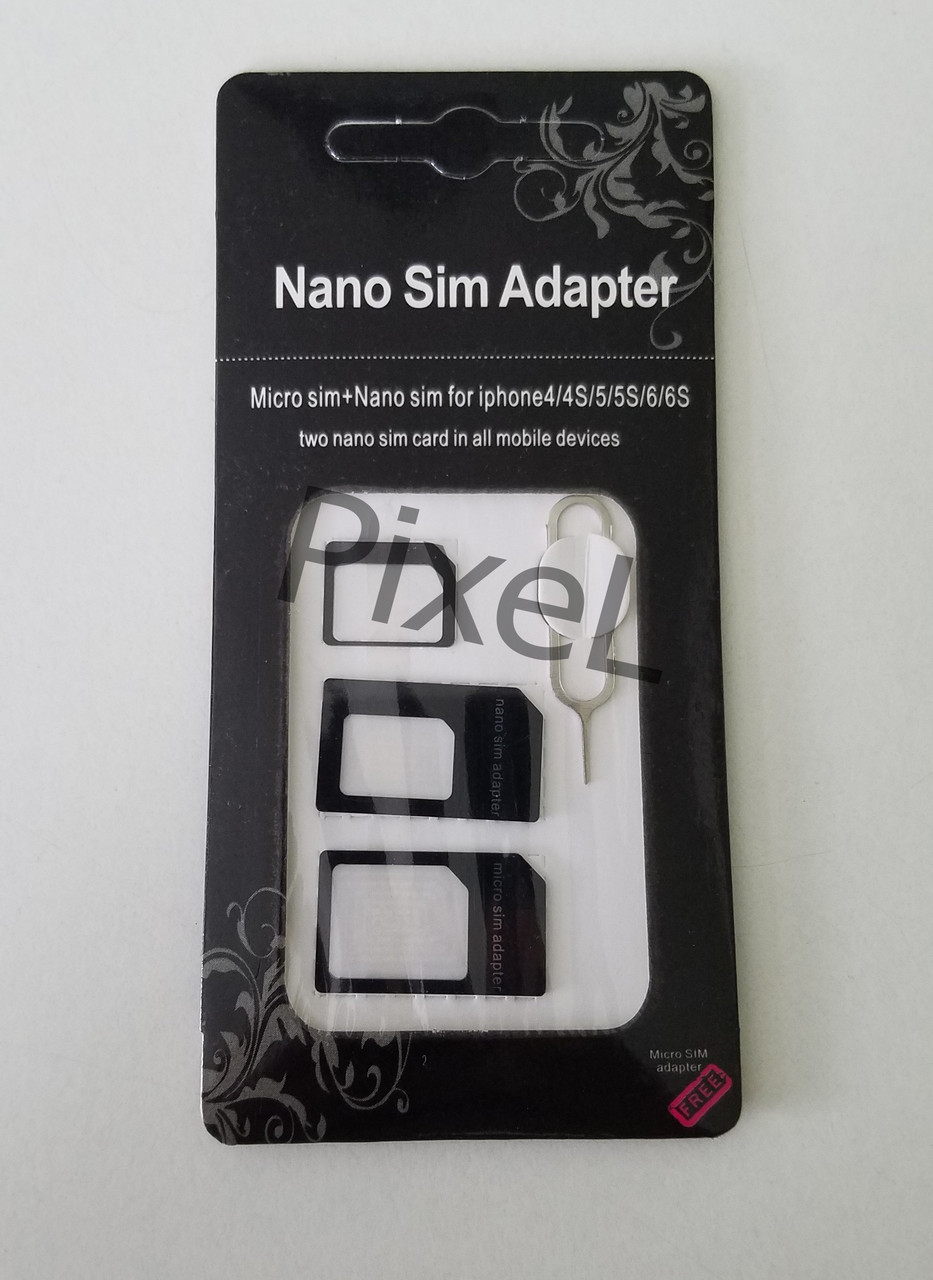 Nano Sim Adapter
Micro sim+Nano sim for iphone4/4S/5/5S/6/6S
two nano sim card in all mobile devices
PixeL
nano sim adapter
micro sim adapter
Micro SIM
adapter
FREE!